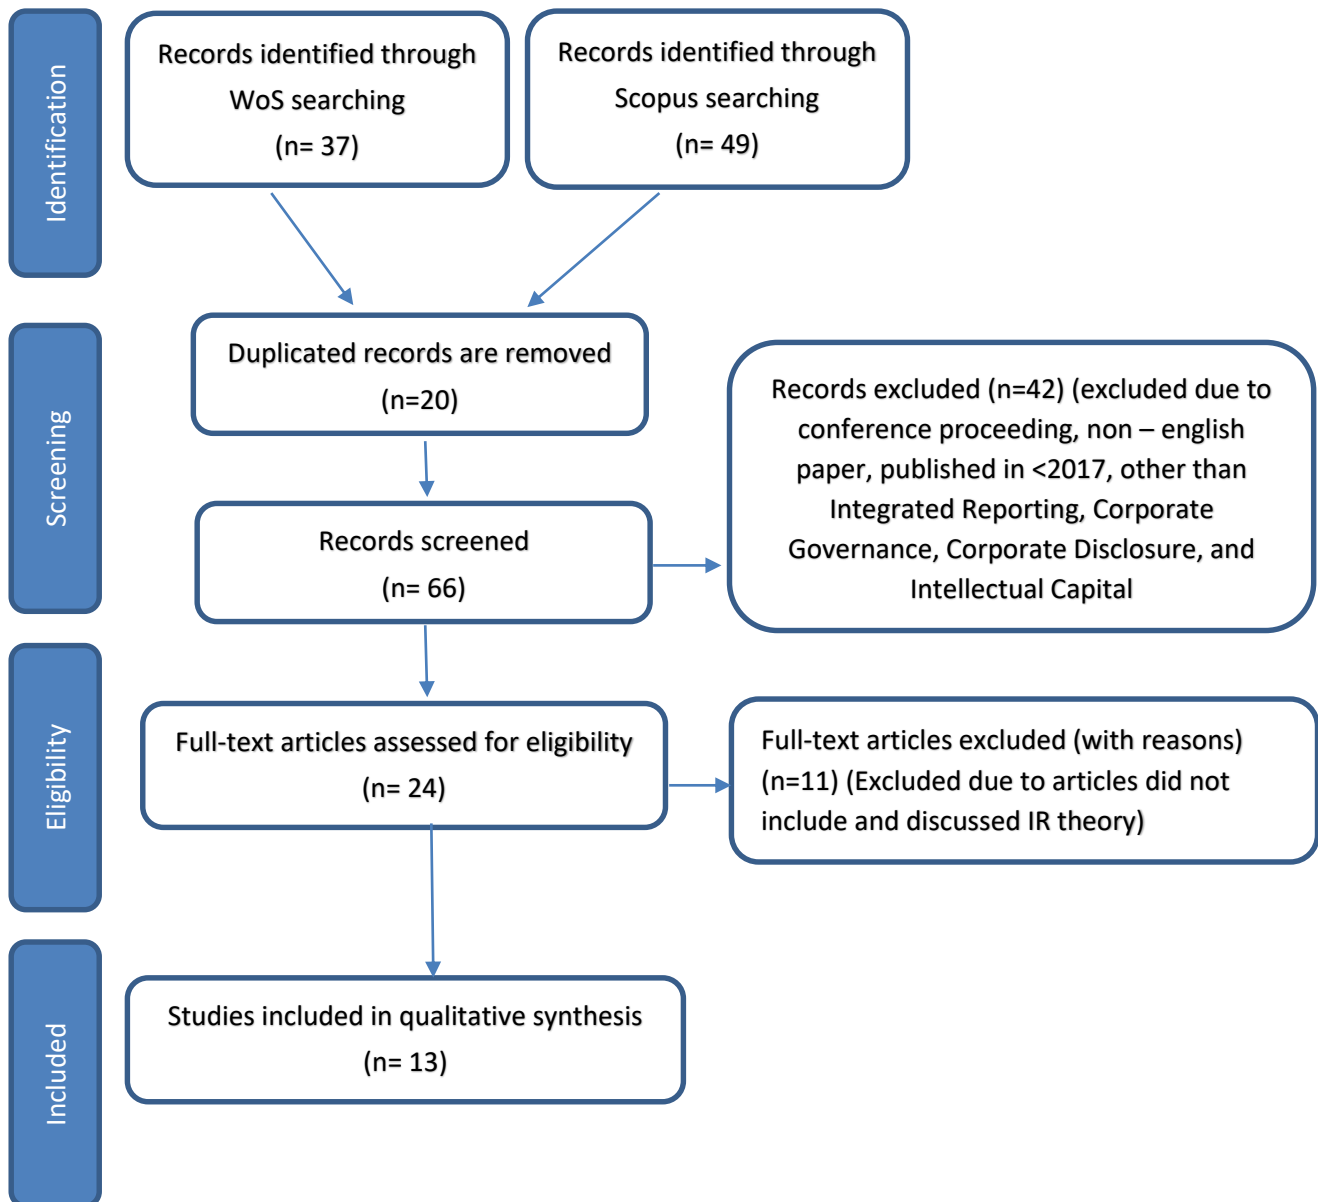 Identification
Records identified through
WoS searching
(n= 37)
Records identified through
Scopus searching
(n= 49)
Screening
Duplicated records are removed
(n=20)
Records screened
(n= 66)
Records excluded (n=42) (excluded due to
conference proceeding, non – english
paper, published in <2017, other than
Integrated Reporting, Corporate
Governance, Corporate Disclosure, and
Intellectual Capital
Eligibility
Full-text articles assessed for eligibility
(n= 24)
Full-text articles excluded (with reasons)
(n=11) (Excluded due to articles did not
include and discussed IR theory)
Included
Studies included in qualitative synthesis
(n= 13)